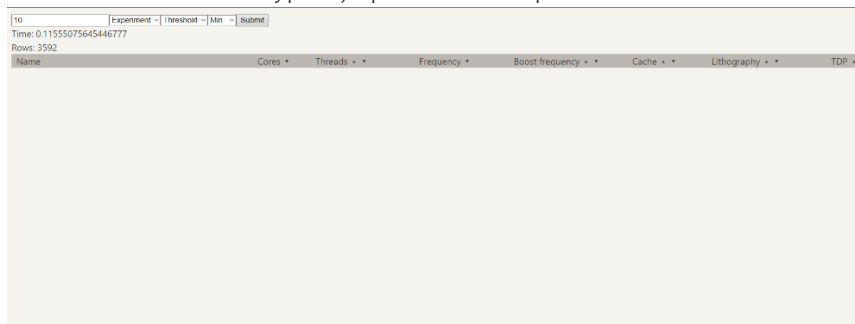 10 Experiment Threshold Min Submit
Time: 0.11555075645446777
Rows: 3592
Name Cores ▼ Threads ▲ ▼ Frequency ▼ Boost frequency ▲ ▼ Cache ▲ ▼ Lithography ▲ ▼ TDP ▲